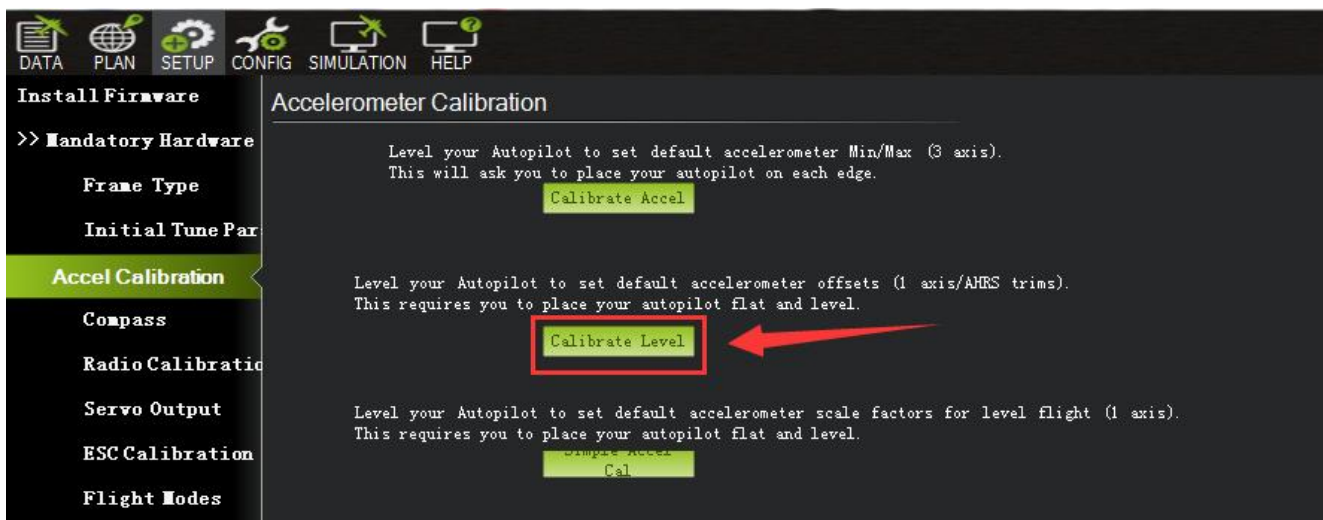 DATA PLAN SETUP CONFIG SIMULATION HELP
Install Firmware
Accelerometer Calibration
>> Mandatory Hardware
Level your Autopilot to set default accelerometer Min/Max (3 axis).
This will ask you to place your autopilot on each edge.
Frame Type
Calibrate Accel
Initial Tune Par
Accel Calibration
Level your Autopilot to set default accelerometer offsets (1 axis/AHRS trims).
This requires you to place your autopilot flat and level.
Compass
Calibrate Level
Radio Calibratio
Servo Output
Level your Autopilot to set default accelerometer scale factors for level flight (1 axis).
This requires you to place your autopilot flat and level.
ESC Calibration
Simple Accel
Cal
Flight Modes